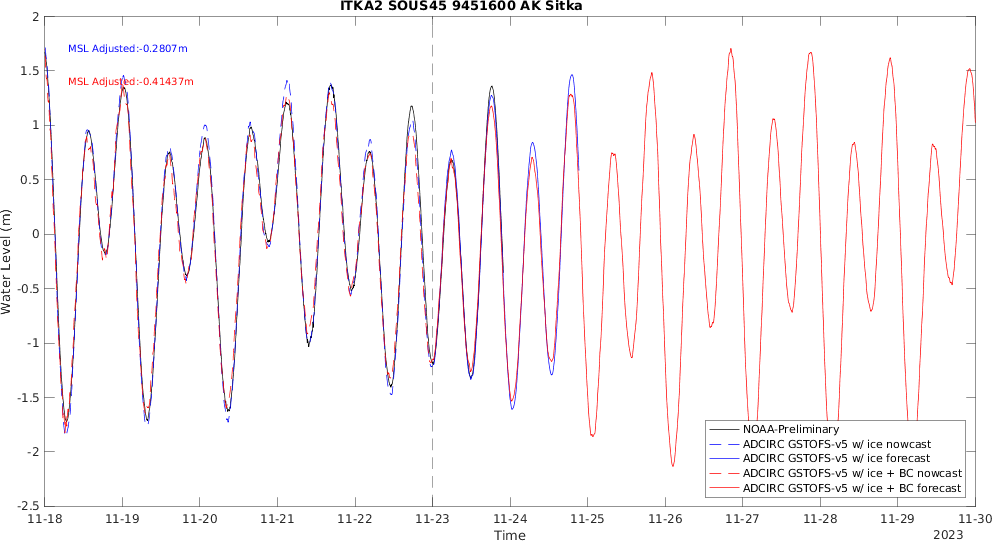 ITKA2 SOUS45 9451600 AK Sitka
MSL Adjusted:-0.2807m
MSL Adjusted:-0.41437m
2
1.5
1
0.5
0
-0.5
-1
-1.5
-2
-2.5
Water Level (m)
NOAA-Preliminary
ADCIRC GSTOFS-v5 w/ ice nowcast
ADCIRC GSTOFS-v5 w/ ice forecast
ADCIRC GSTOFS-v5 w/ ice + BC nowcast
ADCIRC GSTOFS-v5 w/ ice + BC forecast
11-18 11-19 11-20 11-21 11-22 11-23 11-24 11-25 11-26 11-27 11-28 11-29 11-30
Time
2023